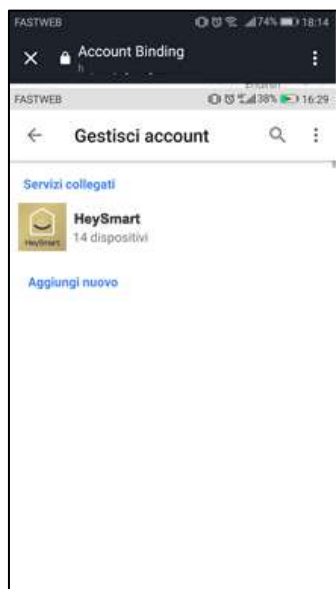 FASTWEB 74% 18:14
Account Binding
FASTWEB 38% 16:29
Gestisci account
Servizi collegati
HeySmart
HeySmart
14 dispositivi
Aggiungi nuovo